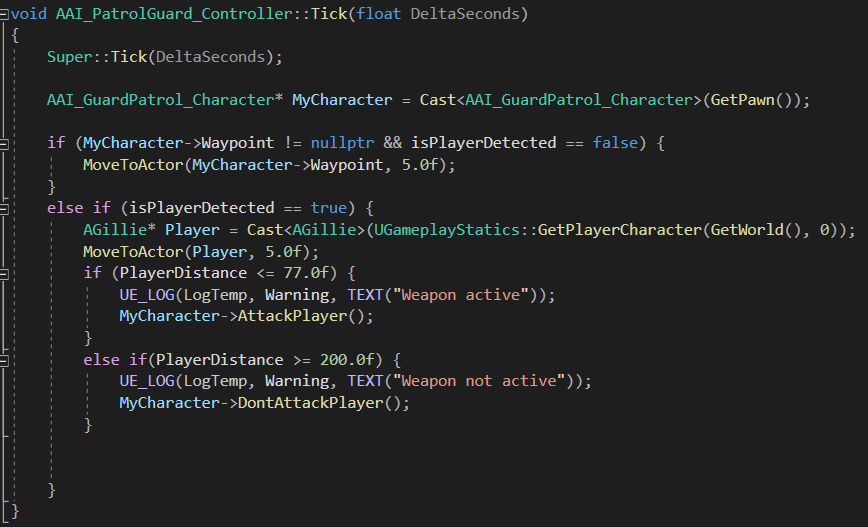 void AAI_PatrolGuard_Controller::Tick(float DeltaSeconds)
{
    Super::Tick(DeltaSeconds);

    AAI_GuardPatrol_Character* MyCharacter = Cast<AAI_GuardPatrol_Character>(GetPawn());

    if (MyCharacter->Waypoint != nullptr && isPlayerDetected == false) {
        MoveToActor(MyCharacter->Waypoint, 5.0f);
    }
    else if (isPlayerDetected == true) {
        AGillie* Player = Cast<AGillie>(UGameplayStatics::GetPlayerCharacter(GetWorld(), 0));
        MoveToActor(Player, 5.0f);
        if (PlayerDistance <= 77.0f) {
            UE_LOG(LogTemp, Warning, TEXT("Weapon active"));
            MyCharacter->AttackPlayer();
        }
        else if(PlayerDistance >= 200.0f) {
            UE_LOG(LogTemp, Warning, TEXT("Weapon not active"));
            MyCharacter->DontAttackPlayer();
        }


    }
}